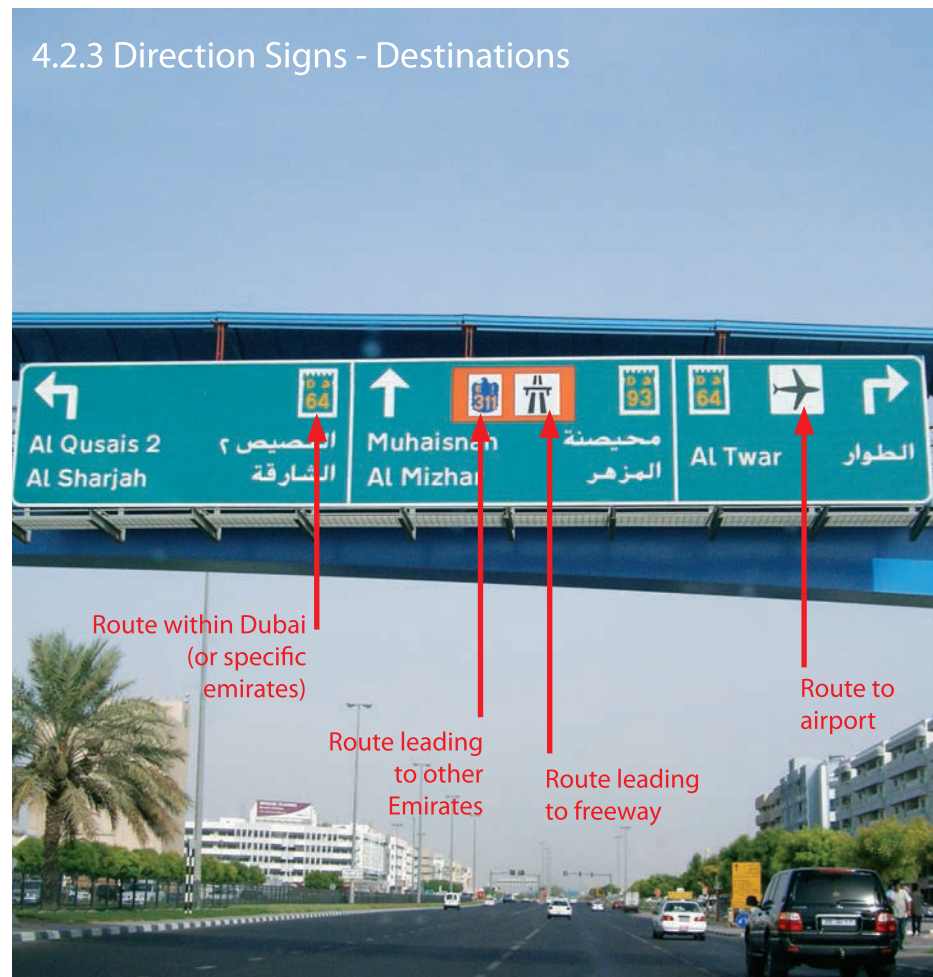 4.2.3 Direction Signs - Destinations
د ه
64
Al Qusais 2
القصيص ٢
Al Sharjah
الشارقة
311
د ه
93
Muhaisnah
محيصنة
Al Mizhar
المزهر
د ه
64
Al Twar
الطوار
Route within Dubai
(or specific
emirates)
Route leading
to other
Emirates
Route leading
to freeway
Route to
airport